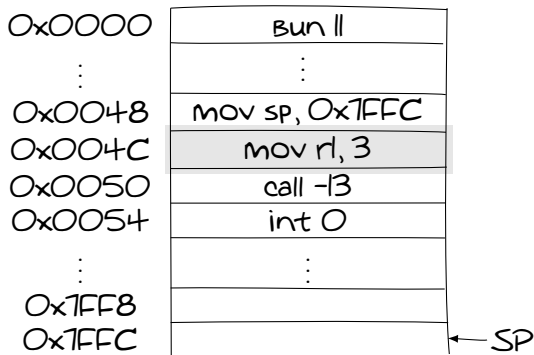 0x0000 Bun 11
⋮ ⋮
0x0048 mov sp, 0x7FFC
0x004C mov r1, 3
0x0050 call -13
0x0054 int 0
⋮ ⋮
0x7FF8
0x7FFC SP